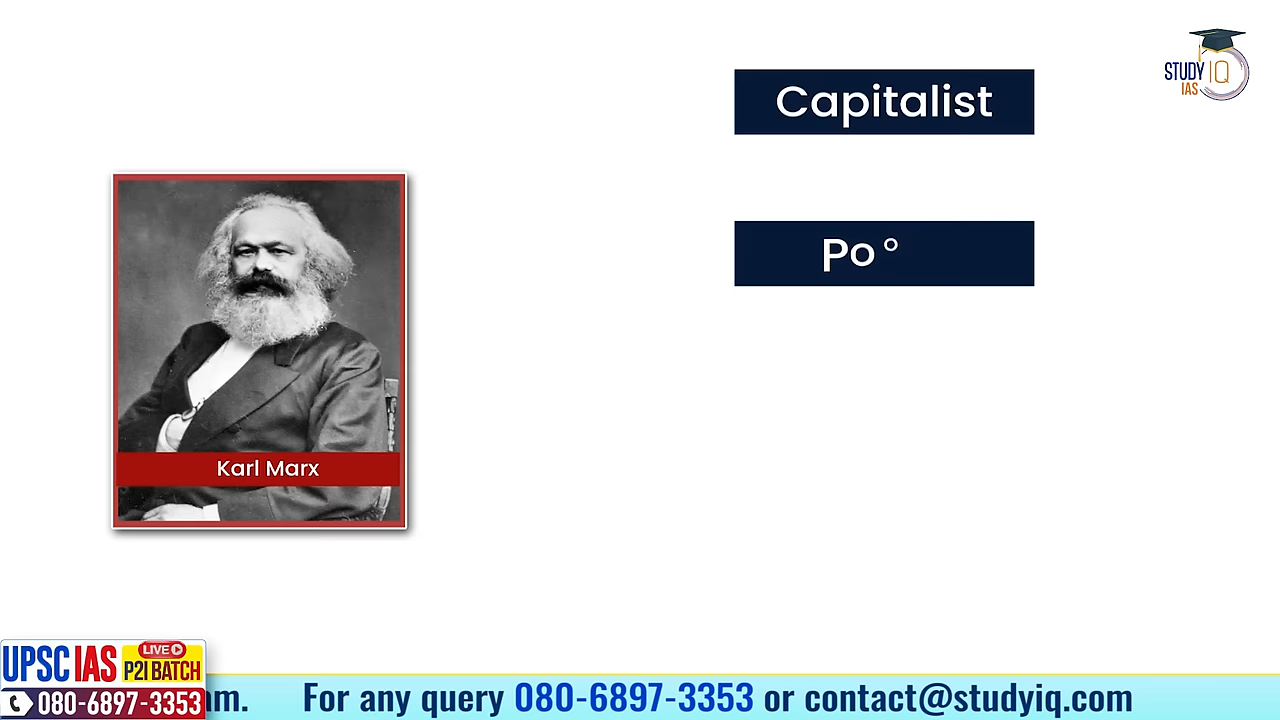 Capitalist
STUDY IQ
IAS
Po
Karl Marx
UPSC IAS
LIVE
P2I BATCH
080-6897-3353
am.
For any query 080-6897-3353 or contact@studyiq.com